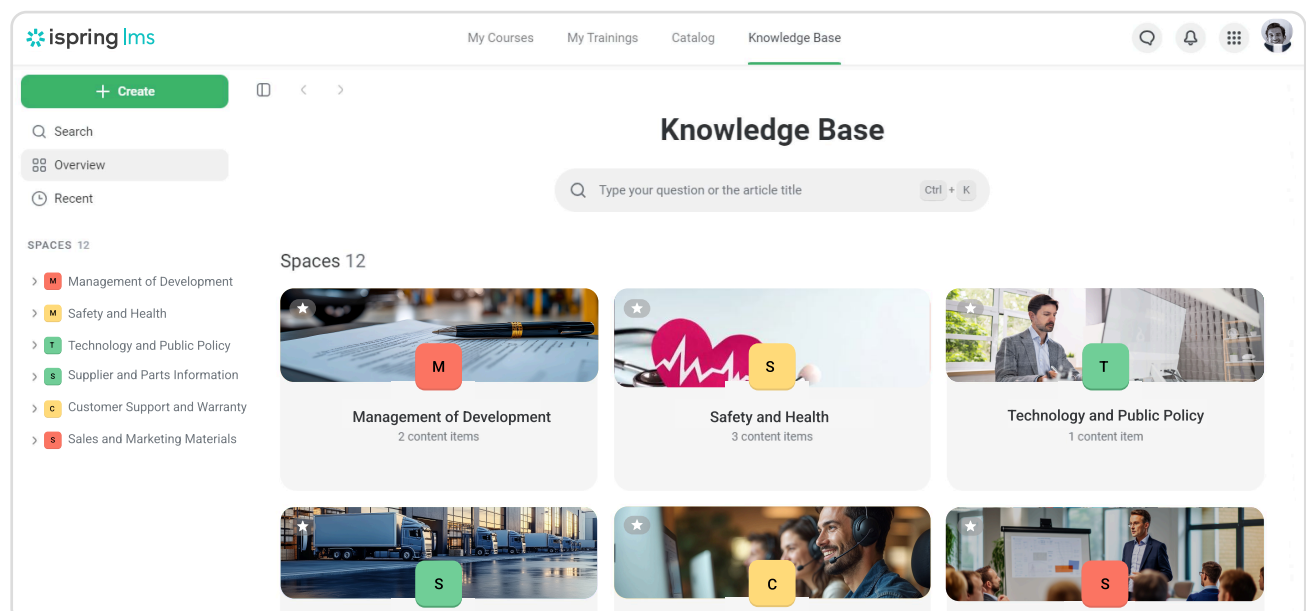 ispring lms
My Courses
My Trainings
Catalog
Knowledge Base
Create
Search
Overview
Recent
SPACES 12
M Management of Development
M Safety and Health
T Technology and Public Policy
S Supplier and Parts Information
C Customer Support and Warranty
S Sales and Marketing Materials
Knowledge Base
Type your question or the article title
Ctrl + K
Spaces 12
M
Management of Development
2 content items
S
Safety and Health
3 content items
T
Technology and Public Policy
1 content item
S
C
S